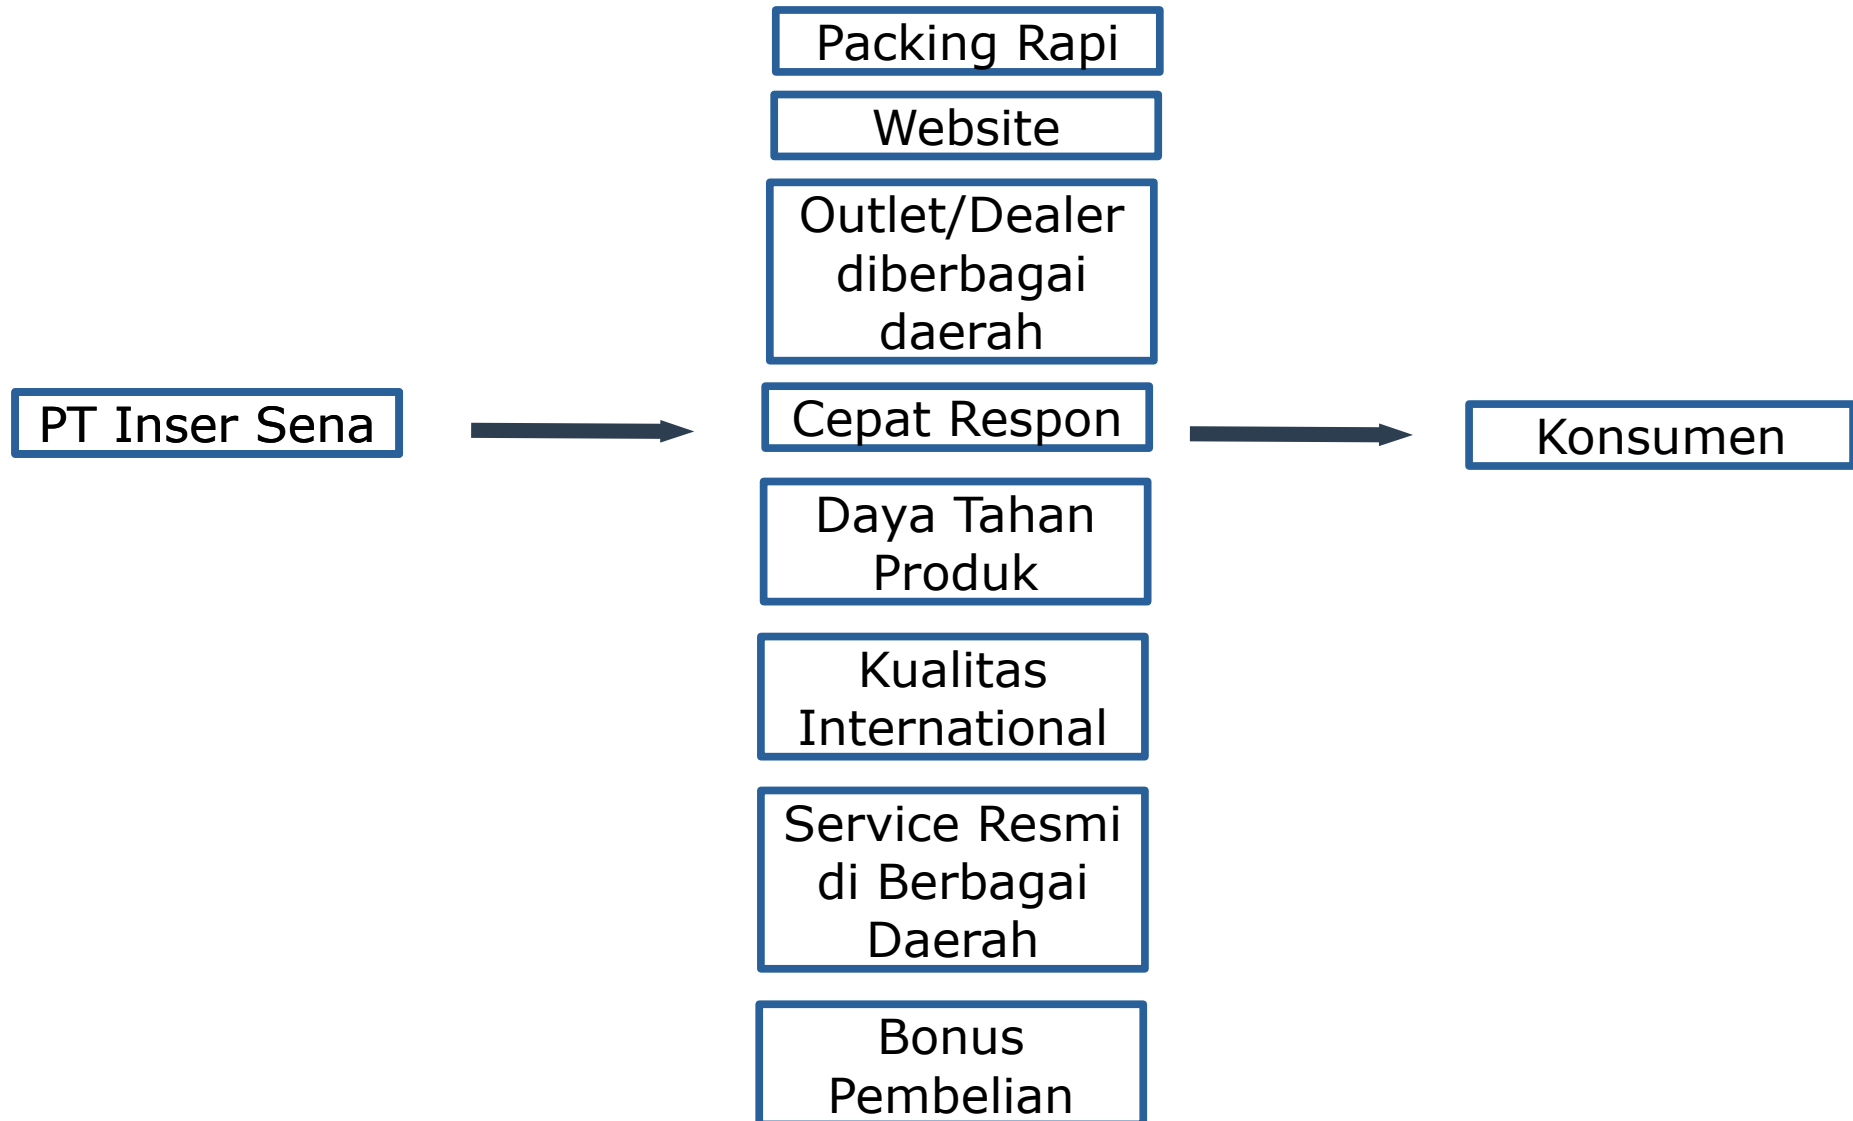 Packing Rapi
Website
Outlet/Dealer
diberbagai
daerah
PT Inser Sena
Cepat Respon
Konsumen
Daya Tahan
Produk
Kualitas
International
Service Resmi
di Berbagai
Daerah
Bonus
Pembelian